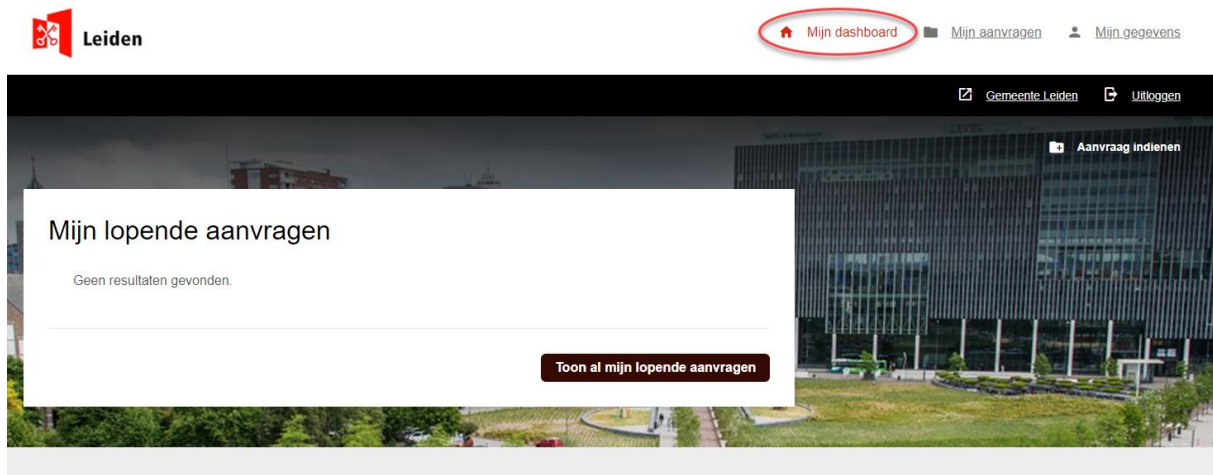 Leiden
Mijn dashboard Mijn aanvragen Mijn gegevens
Gemeente Leiden Uitloggen
LEVEL
Aanvraag indienen
Mijn lopende aanvragen
Geen resultaten gevonden.
Toon al mijn lopende aanvragen